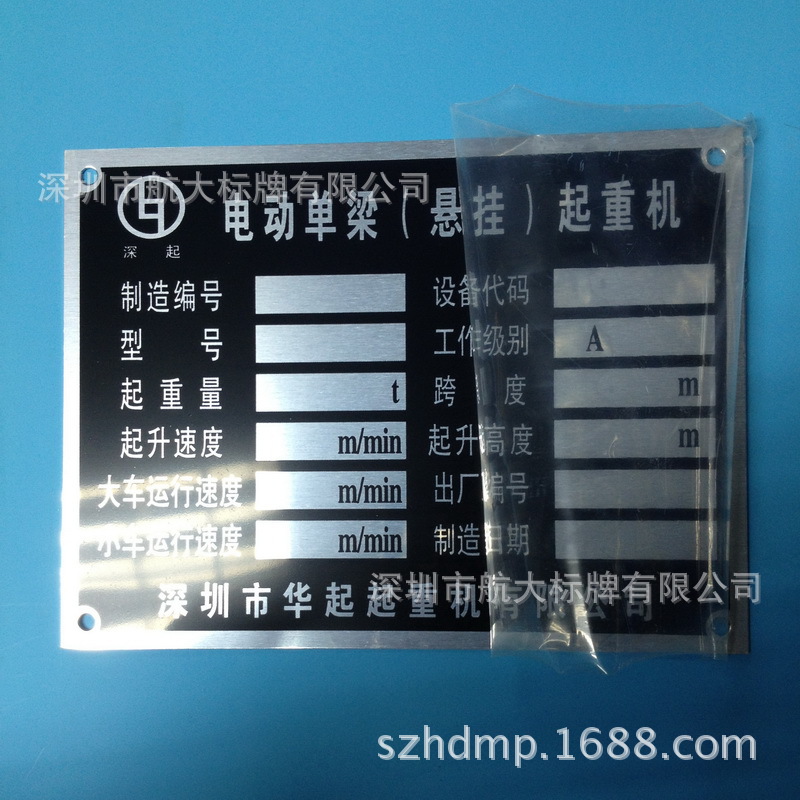 深圳市航大标牌有限公司
电动单梁（悬挂）起重机
深 起
制造编号 设备代码
型 号 工作级别 A
起重量 t 跨 度 m
起升速度 m/min 起升高度 m
大车运行速度 m/min 出厂编号
小车运行速度 m/min 制造日期
深圳市航大标牌有限公司
深圳市华起起重机有限公司
szhdmp.1688.com